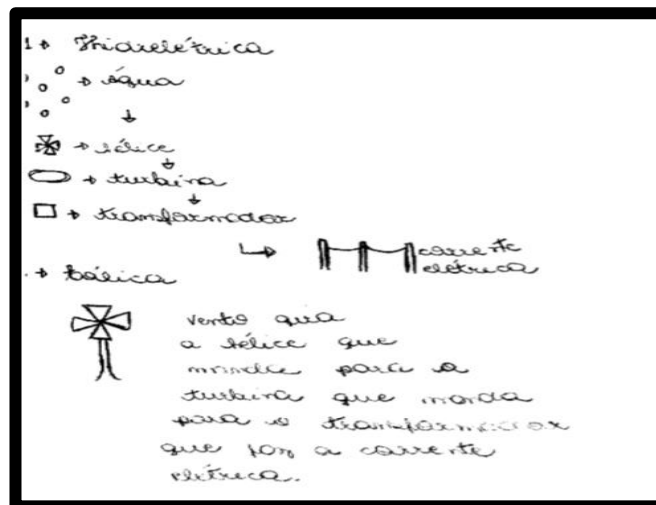 1 → Hidrelétrica
→ água
↓
→ hélice
↓
→ turbina
↓
→ transformador
↳ corrente
elétrica
→ Eólica
vento guia
a hélice que
manda para a
turbina que manda
para o transformador
que faz a corrente
elétrica.